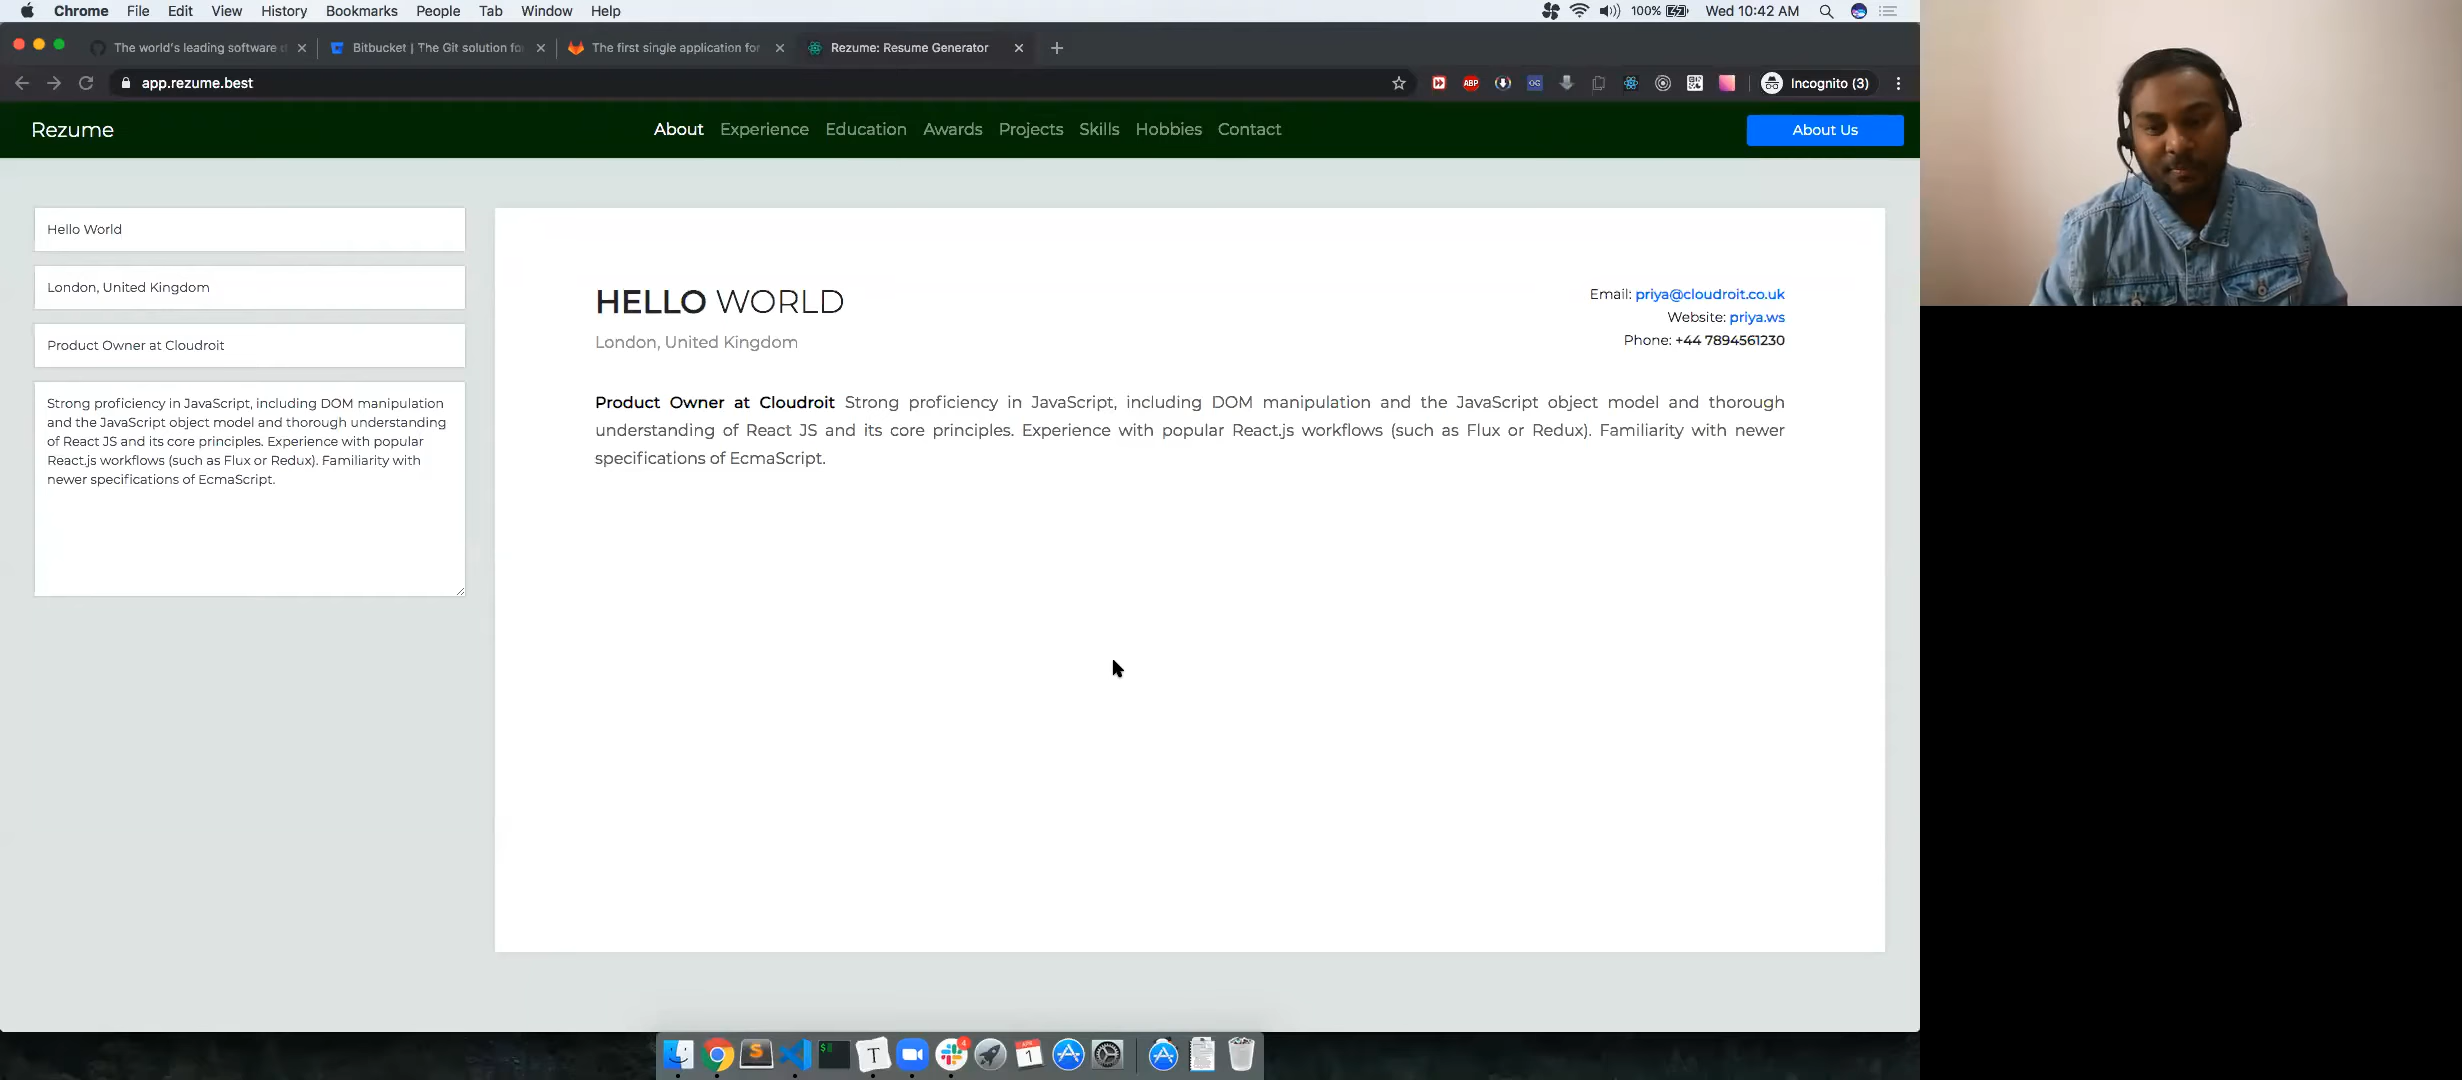 Chrome File Edit View History Bookmarks People Tab Window Help
100% Wed 10:42 AM
The world's leading software d
Bitbucket | The Git solution fo
The first single application for
Rezume: Resume Generator
app.rezume.best
ABP
OG
Incognito (3)
Rezume
About Experience Education Awards Projects Skills Hobbies Contact
About Us
Hello World
London, United Kingdom
Product Owner at Cloudroit
Strong proficiency in JavaScript, including DOM manipulation
and the JavaScript object model and thorough understanding
of React JS and its core principles. Experience with popular
React.js workflows (such as Flux or Redux). Familiarity with
newer specifications of EcmaScript.
HELLO WORLD
London, United Kingdom
Email: priya@cloudroit.co.uk
Website: priya.ws
Phone: +44 7894561230
Product Owner at Cloudroit Strong proficiency in JavaScript, including DOM manipulation and the JavaScript object model and thorough
understanding of React JS and its core principles. Experience with popular React.js workflows (such as Flux or Redux). Familiarity with newer
specifications of EcmaScript.
S
$
T
4
APR
1